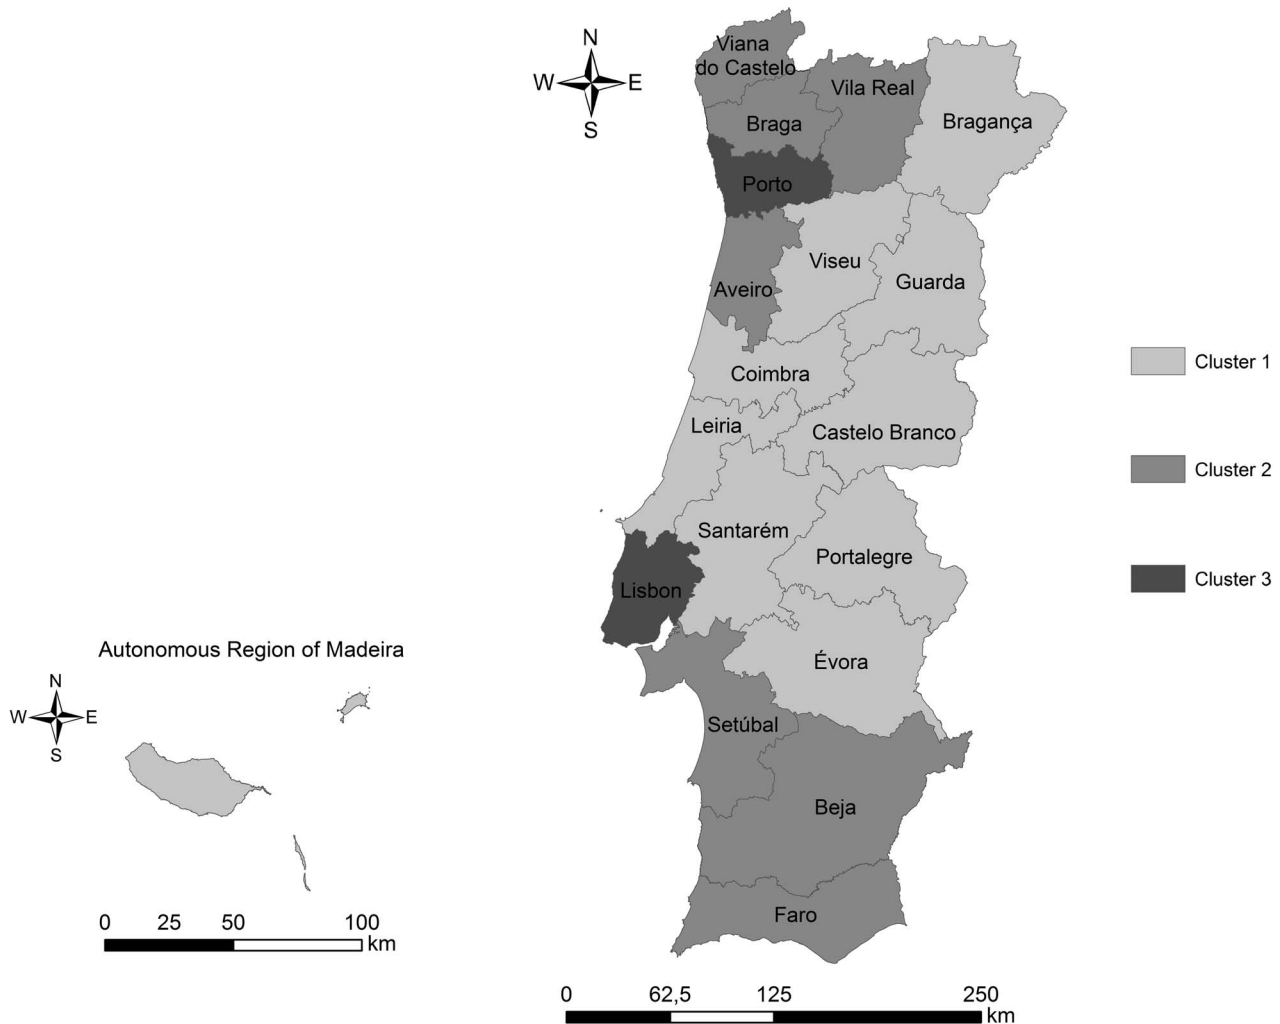 N
W E
S
Viana
do Castelo
Vila Real
Bragança
Braga
Porto
Viseu
Guarda
Aveiro
Coimbra
Leiria
Castelo Branco
Santarém
Portalegre
Lisbon
Évora
Setúbal
Beja
Faro
Cluster 1
Cluster 2
Cluster 3
Autonomous Region of Madeira
N
W E
S
0 25 50 100
km
0 62,5 125 250
km